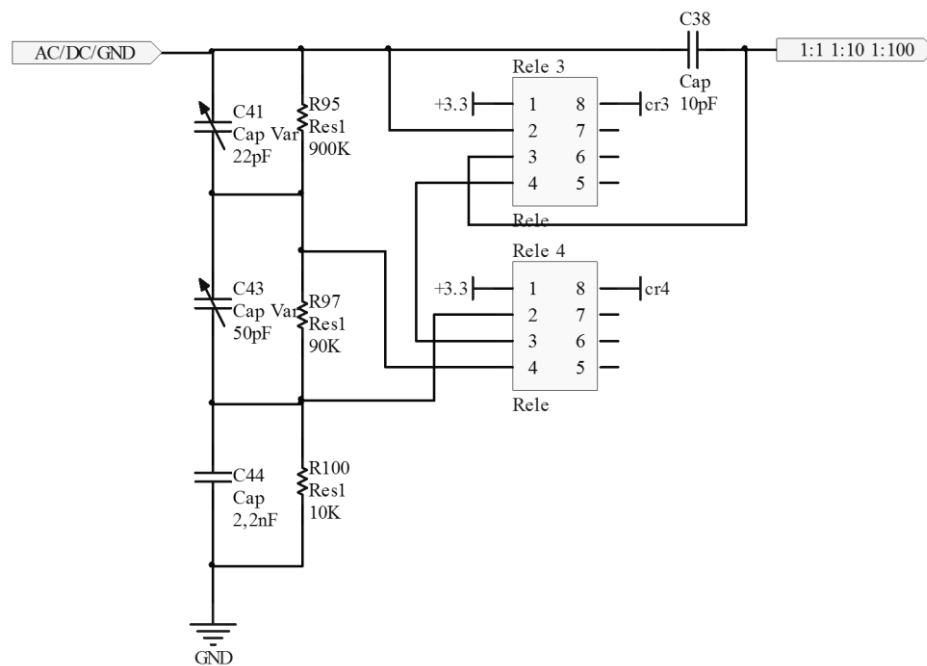 AC/DC/GND
C38
Cap
10pF
1:1 1:10 1:100
C41
Cap Var
22pF
R95
Res1
900K
Rele 3
+3.3
1 8
cr3
2 7
3 6
4 5
Rele
C43
Cap Var
50pF
R97
Res1
90K
Rele 4
+3.3
1 8
cr4
2 7
3 6
4 5
Rele
C44
Cap
2,2nF
R100
Res1
10K
GND